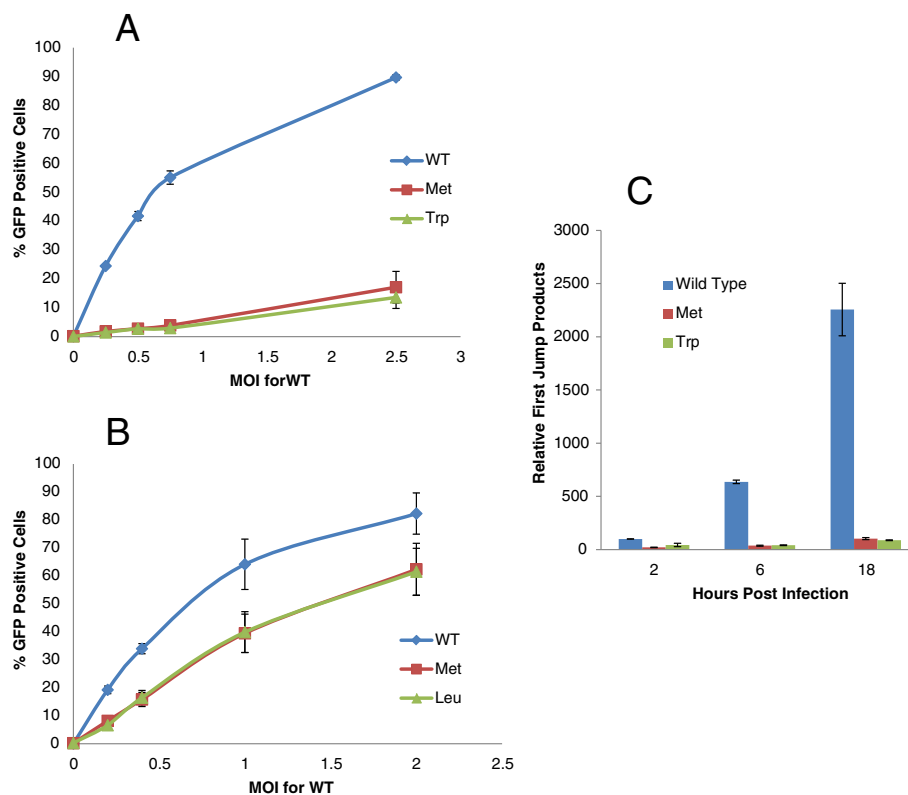 A
% GFP Positive Cells
100
90
80
70
60
50
40
30
20
10
0
0 0.5 1 1.5 2 2.5 3
MOI forWT
WT
Met
Trp
B
% GFP Positive Cells
100
90
80
70
60
50
40
30
20
10
0
0 0.5 1 1.5 2 2.5
MOI for WT
WT
Met
Leu
C
Relative First Jump Products
3000
2500
2000
1500
1000
500
0
2 6 18
Hours Post Infection
Wild Type
Met
Trp